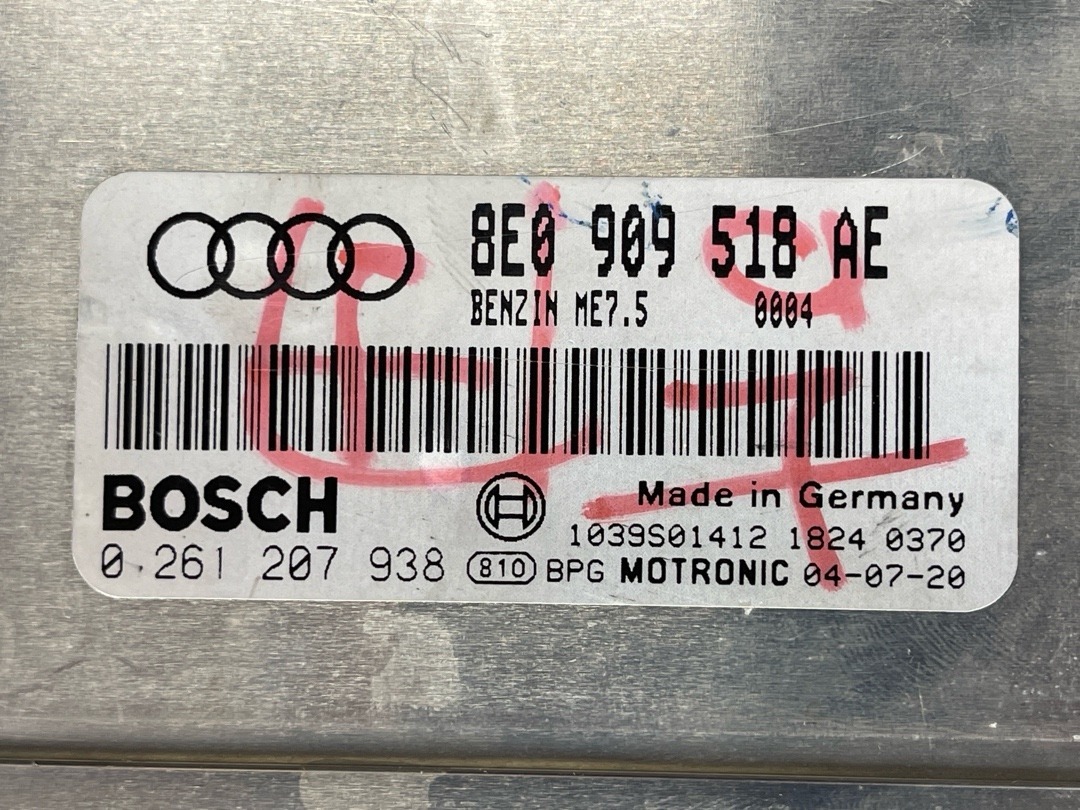 8E0 909 518 AE
BENZIN ME7.5 0004
BOSCH
Made in Germany
1039S01412 1824 0370
0 261 207 938 810 BPG MOTRONIC 04-07-20